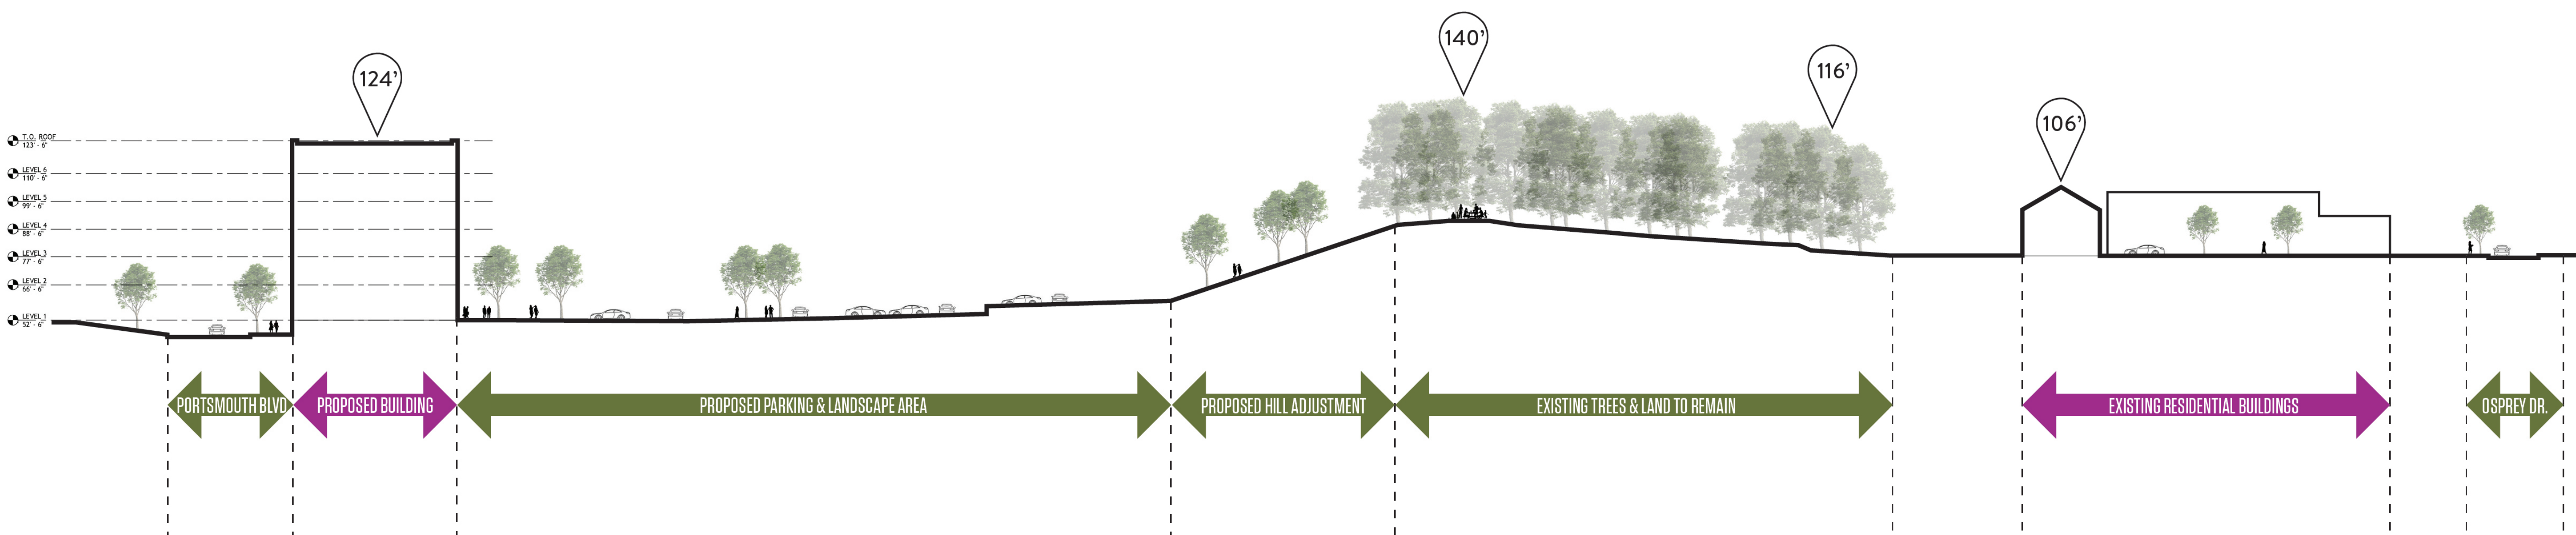 140'
116'
124'
106'
T.O. ROOF
123' - 6"
LEVEL 6
110' - 6"
LEVEL 5
99' - 6"
LEVEL 4
88' - 6"
LEVEL 3
77' - 6"
LEVEL 2
66' - 6"
LEVEL 1
52' - 6"
PORTSMOUTH BLVD
PROPOSED BUILDING
PROPOSED PARKING & LANDSCAPE AREA
PROPOSED HILL ADJUSTMENT
EXISTING TREES & LAND TO REMAIN
EXISTING RESIDENTIAL BUILDINGS
OSPREY DR.